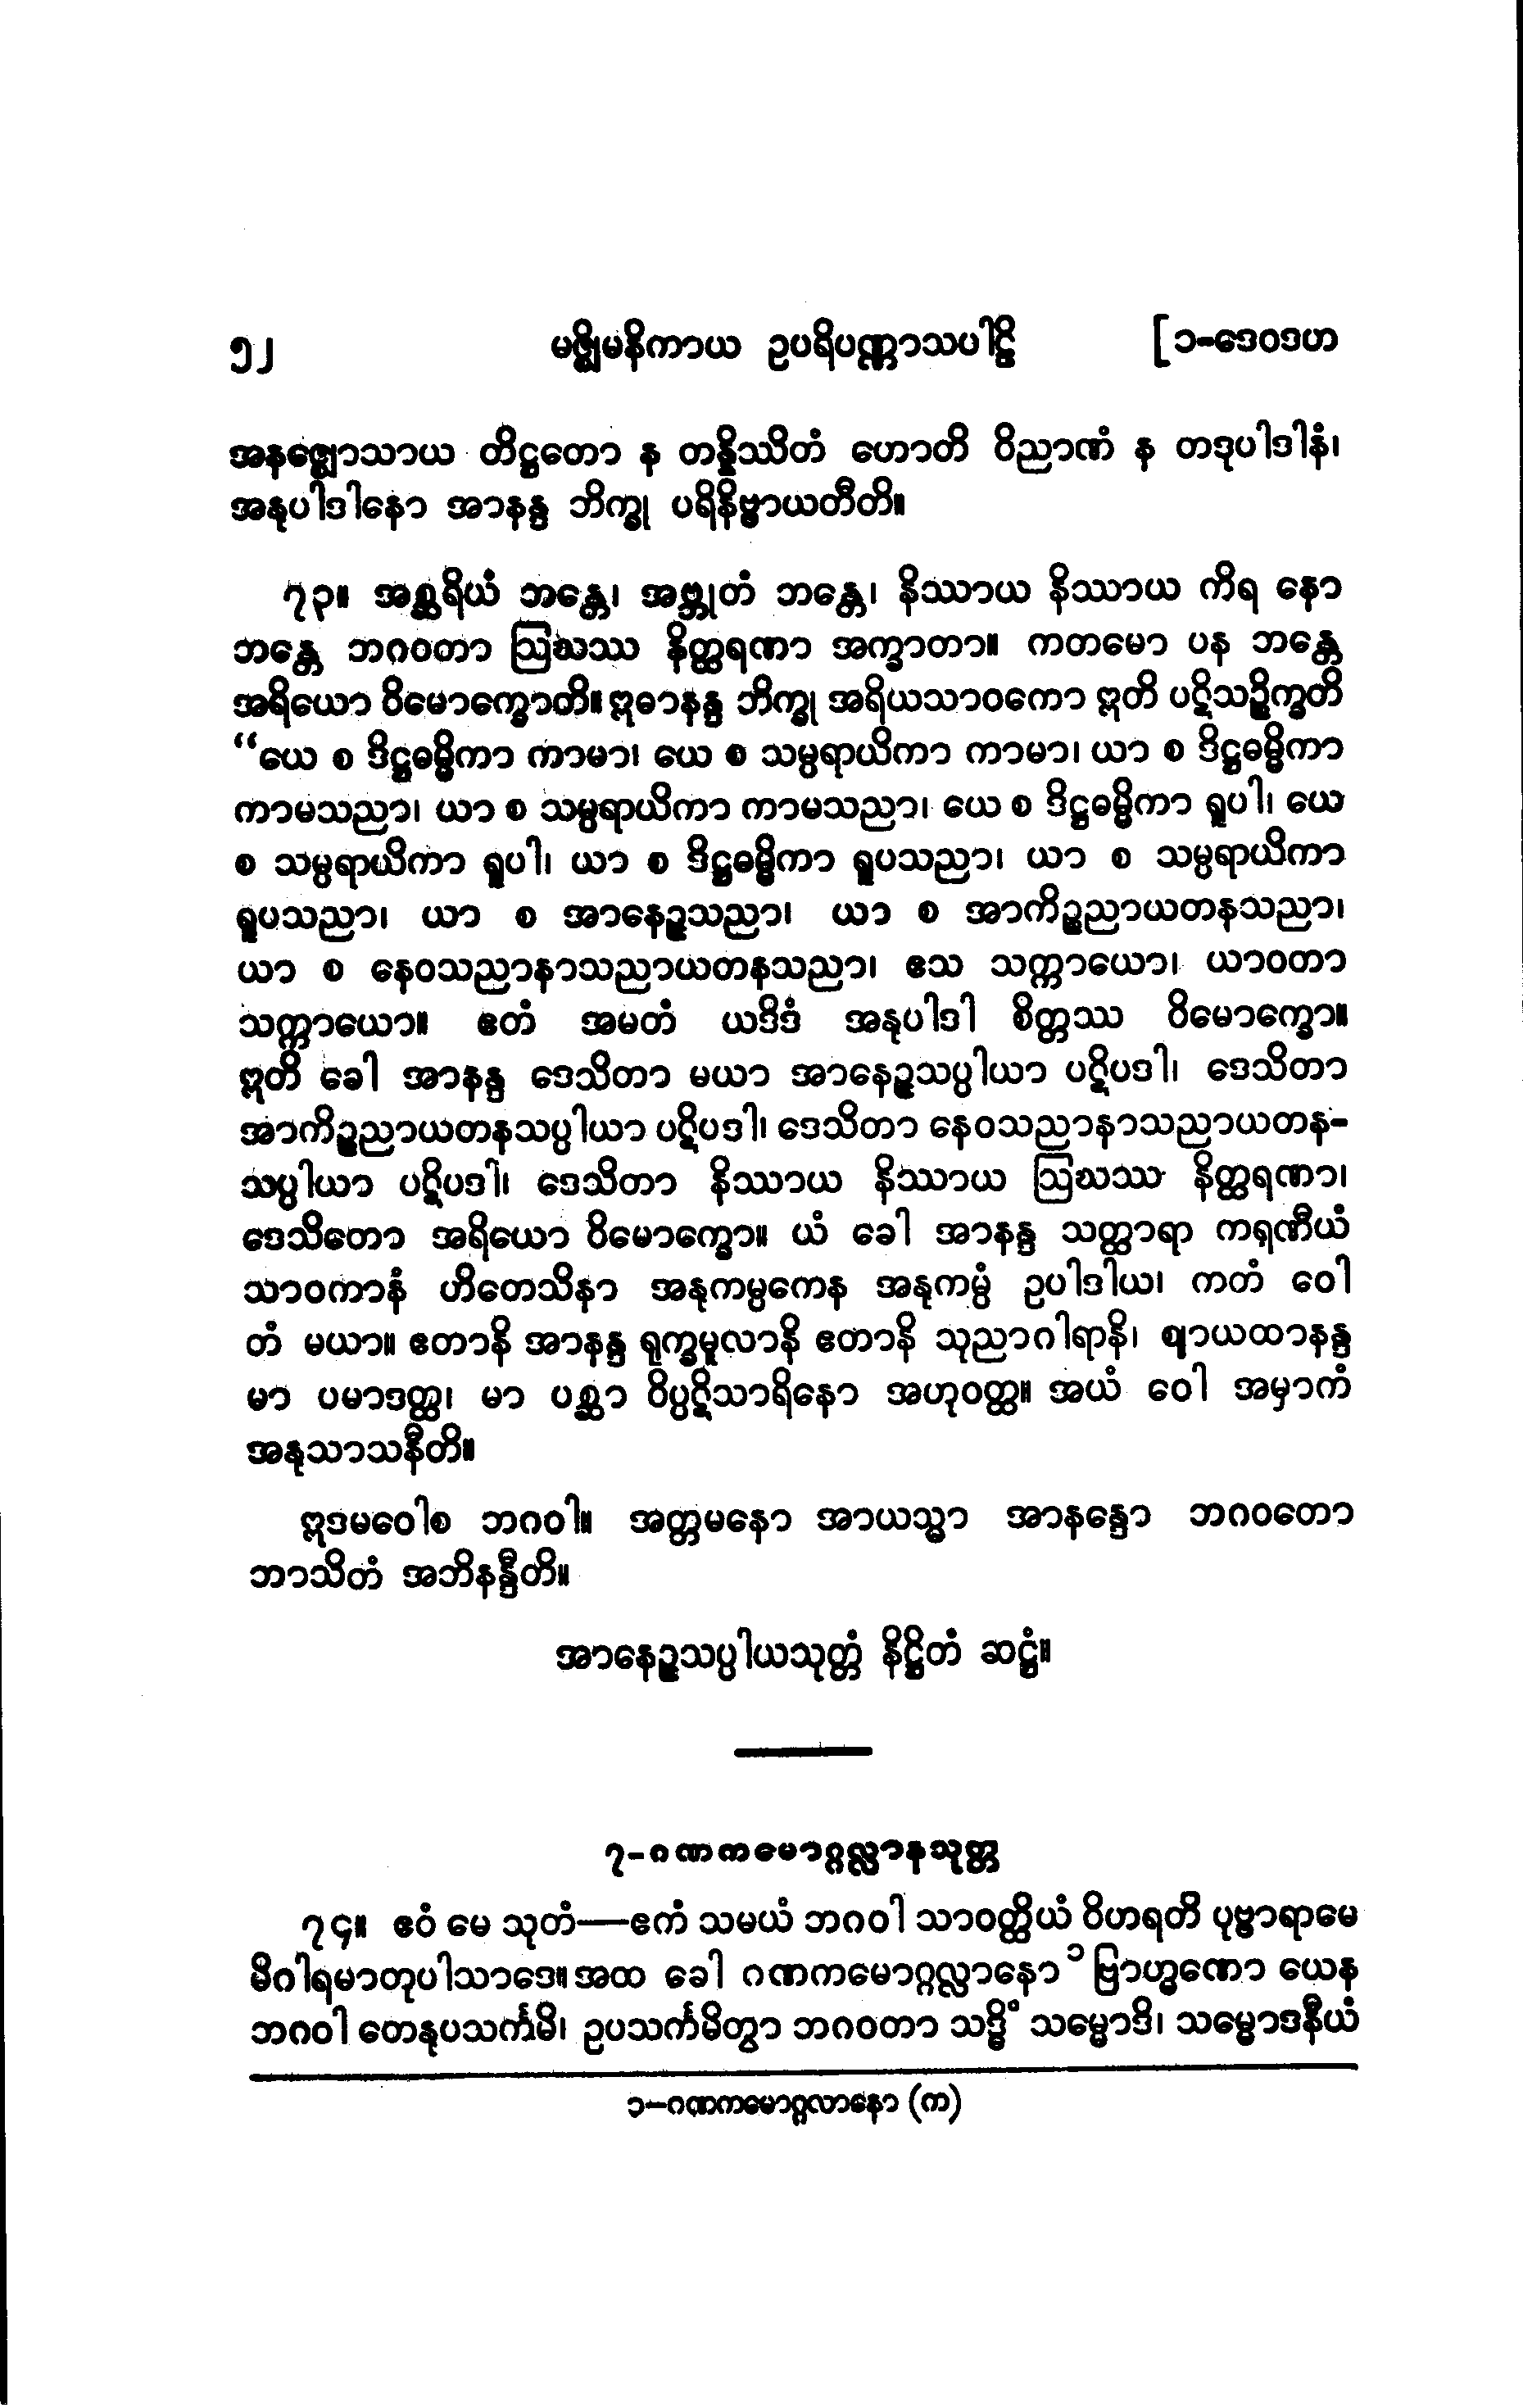 ၅၂ မဇ္ဈိမနိကာယ ဥပရိပဏ္ဏာသပါဠိ [၁-ဒေဝဒဟ
အနဇ္ဈောသာယ တိဋ္ဌတော န တန္နိဿိတံ ဟောတိ ဝိညာဏံ န တဒုပါဒါနံ၊
အနုပါဒါနော အာနန္ဒ ဘိက္ခု ပရိနိဗ္ဗာယတီတိ။
၇၃။ အစ္ဆရိယံ ဘန္တေ၊ အဗ္ဘုတံ ဘန္တေ၊ နိဿာယ နိဿာယ ကိရ နော
ဘန္တေ ဘဂဝတာ ဩဃဿ နိတ္ထရဏာ အက္ခာတာ။ ကတမော ပန ဘန္တေ
အရိယော ဝိမောက္ခောတိ။ ဣဓာနန္ဒ ဘိက္ခု အရိယသာဝကော ဣတိ ပဋိသဉ္စိက္ခတိ
“ယေ စ ဒိဋ္ဌဓမ္မိကာ ကာမာ၊ ယေ စ သမ္ပရာယိကာ ကာမာ၊ ယာ စ ဒိဋ္ဌဓမ္မိကာ
ကာမသညာ၊ ယာ စ သမ္ပရာယိကာ ကာမသညာ၊ ယေ စ ဒိဋ္ဌဓမ္မိကာ ရူပါ၊ ယေ
စ သမ္ပရာယိကာ ရူပါ၊ ယာ စ ဒိဋ္ဌဓမ္မိကာ ရူပသညာ၊ ယာ စ သမ္ပရာယိကာ
ရူပသညာ၊ ယာ စ အာနေဉ္ဇသညာ၊ ယာ စ အာကိဉ္စညာယတနသညာ၊
ယာ စ နေဝသညာနာသညာယတနသညာ၊ ဧသ သက္ကာယော၊ ယာဝတာ
သက္ကာယော။ ဧတံ အမတံ ယဒိဒံ အနုပါဒါ စိတ္တဿ ဝိမောက္ခော။
ဣတိ ခေါ အာနန္ဒ ဒေသိတာ မယာ အာနေဉ္ဇသပ္ပါယာ ပဋိပဒါ၊ ဒေသိတာ
အာကိဉ္စညာယတနသပ္ပါယာ ပဋိပဒါ၊ ဒေသိတာ နေဝသညာနာသညာယတန-
သပ္ပါယာ ပဋိပဒါ၊ ဒေသိတာ နိဿာယ နိဿာယ ဩဃဿ နိတ္ထရဏာ၊
ဒေသိတော အရိယော ဝိမောက္ခော။ ယံ ခေါ အာနန္ဒ သတ္ထာရာ ကရဏီယံ
သာဝကာနံ ဟိတေသိနာ အနုကမ္ပကေန အနုကမ္ပံ ဥပါဒါယ၊ ကတံ ဝေါ
တံ မယာ။ ဧတာနိ အာနန္ဒ ရုက္ခမူလာနိ ဧတာနိ သုညာဂါရာနိ၊ ဈာယထာနန္ဒ
မာ ပမာဒတ္ထ၊ မာ ပစ္ဆာ ဝိပ္ပဋိသာရိနော အဟုဝတ္ထ။ အယံ ဝေါ အမှာကံ
အနုသာသနီတိ။
ဣဒမဝေါစ ဘဂဝါ။ အတ္တမနော အာယသ္မာ အာနန္ဒော ဘဂဝတော
ဘာသိတံ အဘိနန္ဒီတိ။
အာနေဉ္ဇသပ္ပါယသုတ္တံ နိဋ္ဌိတံ ဆဋ္ဌံ။
၇-ဂဏကမောဂ္ဂလ္လာနသုတ္တ
၇၄။ ဧဝံ မေ သုတံ—ဧကံ သမယံ ဘဂဝါ သာဝတ္ထိယံ ဝိဟရတိ ပုဗ္ဗာရာမေ
မိဂါရမာတုပါသာဒေ။ အထ ခေါ ဂဏကမောဂ္ဂလ္လာနော ၁ ဗြာဟ္မဏော ယေန
ဘဂဝါ တေနုပသင်္ကမိ၊ ဥပသင်္ကမိတွာ ဘဂဝတာ သဒ္ဓိံ သမ္မောဒိ၊ သမ္မောဒနီယံ
၁-ဂဏကမောဂ္ဂလာနော (က)